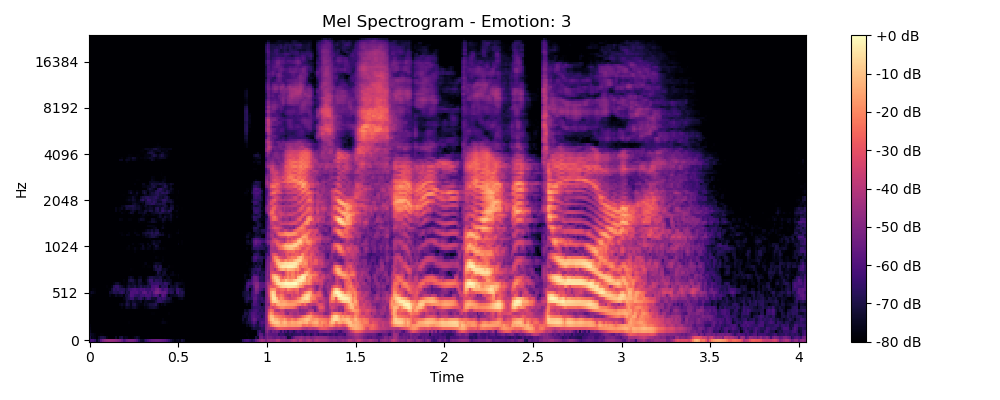 Mel Spectrogram - Emotion: 3
Hz
16384
8192
4096
2048
1024
512
0
0 0.5 1 1.5 2 2.5 3 3.5 4
Time
+0 dB
-10 dB
-20 dB
-30 dB
-40 dB
-50 dB
-60 dB
-70 dB
-80 dB